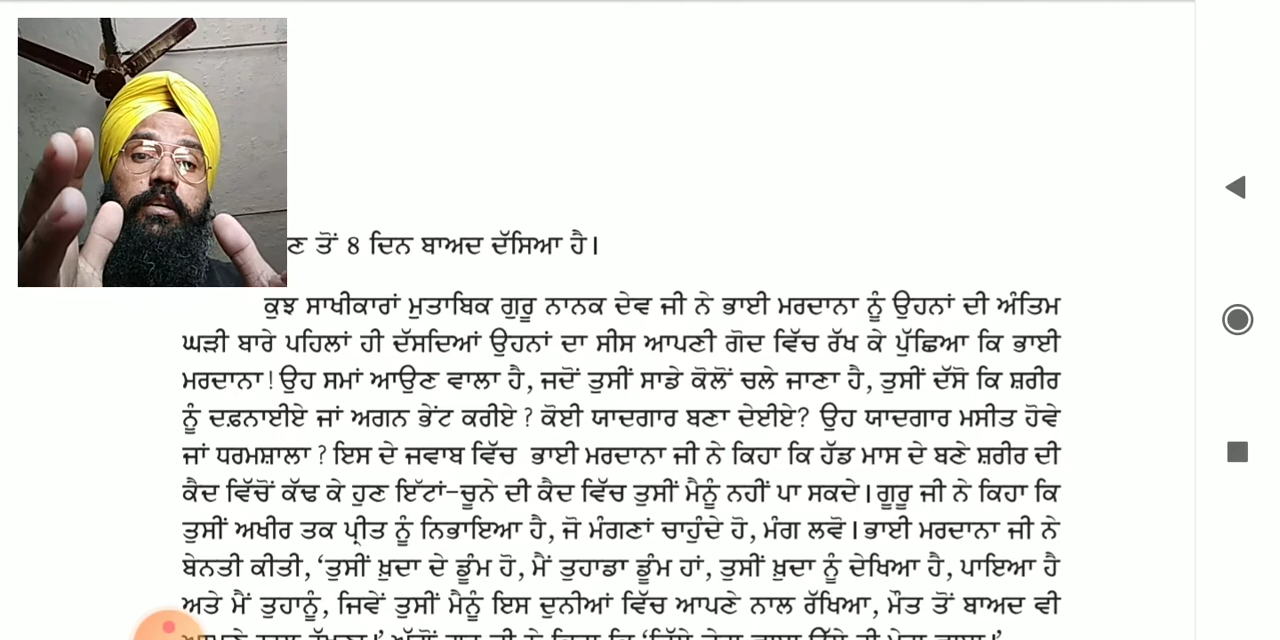 ਤੋਂ 8 ਦਿਨ ਬਾਅਦ ਦੱਸਿਆ ਹੈ।
ਕੁਝ ਸਾਖੀਕਾਰਾਂ ਮੁਤਾਬਿਕ ਗੁਰੂ ਨਾਨਕ ਦੇਵ ਜੀ ਨੇ ਭਾਈ ਮਰਦਾਨਾ ਨੂੰ ਉਹਨਾਂ ਦੀ ਅੰਤਿਮ
ਘੜੀ ਬਾਰੇ ਪਹਿਲਾਂ ਹੀ ਦੱਸਦਿਆਂ ਉਹਨਾਂ ਦਾ ਸੀਸ ਆਪਣੀ ਗੋਦ ਵਿੱਚ ਰੱਖ ਕੇ ਪੁੱਛਿਆ ਕਿ ਭਾਈ
ਮਰਦਾਨਾ! ਉਹ ਸਮਾਂ ਆਉਣ ਵਾਲਾ ਹੈ, ਜਦੋਂ ਤੁਸੀਂ ਸਾਡੇ ਕੋਲੋਂ ਚਲੇ ਜਾਣਾ ਹੈ, ਤੁਸੀਂ ਦੱਸੋ ਕਿ ਸ਼ਰੀਰ
ਨੂੰ ਦਫ਼ਨਾਈਏ ਜਾਂ ਅਗਨ ਭੇਂਟ ਕਰੀਏ ? ਕੋਈ ਯਾਦਗਾਰ ਬਣਾ ਦੇਈਏ? ਉਹ ਯਾਦਗਾਰ ਮਸੀਤ ਹੋਵੇ
ਜਾਂ ਧਰਮਸ਼ਾਲਾ ? ਇਸ ਦੇ ਜਵਾਬ ਵਿੱਚ ਭਾਈ ਮਰਦਾਨਾ ਜੀ ਨੇ ਕਿਹਾ ਕਿ ਹੱਡ ਮਾਸ ਦੇ ਬਣੇ ਸ਼ਰੀਰ ਦੀ
ਕੈਦ ਵਿੱਚੋਂ ਕੱਢ ਕੇ ਹੁਣ ਇੱਟਾਂ-ਚੂਨੇ ਦੀ ਕੈਦ ਵਿੱਚ ਤੁਸੀਂ ਮੈਨੂੰ ਨਹੀਂ ਪਾ ਸਕਦੇ। ਗੁਰੂ ਜੀ ਨੇ ਕਿਹਾ ਕਿ
ਤੁਸੀਂ ਅਖੀਰ ਤਕ ਪ੍ਰੀਤ ਨੂੰ ਨਿਭਾਇਆ ਹੈ, ਜੋ ਮੰਗਣਾਂ ਚਾਹੁੰਦੇ ਹੋ, ਮੰਗ ਲਵੋ। ਭਾਈ ਮਰਦਾਨਾ ਜੀ ਨੇ
ਬੇਨਤੀ ਕੀਤੀ, ‘ਤੁਸੀਂ ਖ਼ੁਦਾ ਦੇ ਡੂੰਮ ਹੋ, ਮੈਂ ਤੁਹਾਡਾ ਡੂੰਮ ਹਾਂ, ਤੁਸੀਂ ਖ਼ੁਦਾ ਨੂੰ ਦੇਖਿਆ ਹੈ, ਪਾਇਆ ਹੈ
ਅਤੇ ਮੈਂ ਤੁਹਾਨੂੰ, ਜਿਵੇਂ ਤੁਸੀਂ ਮੈਨੂੰ ਇਸ ਦੁਨੀਆਂ ਵਿੱਚ ਆਪਣੇ ਨਾਲ ਰੱਖਿਆ, ਮੌਤ ਤੋਂ ਬਾਅਦ ਵੀ